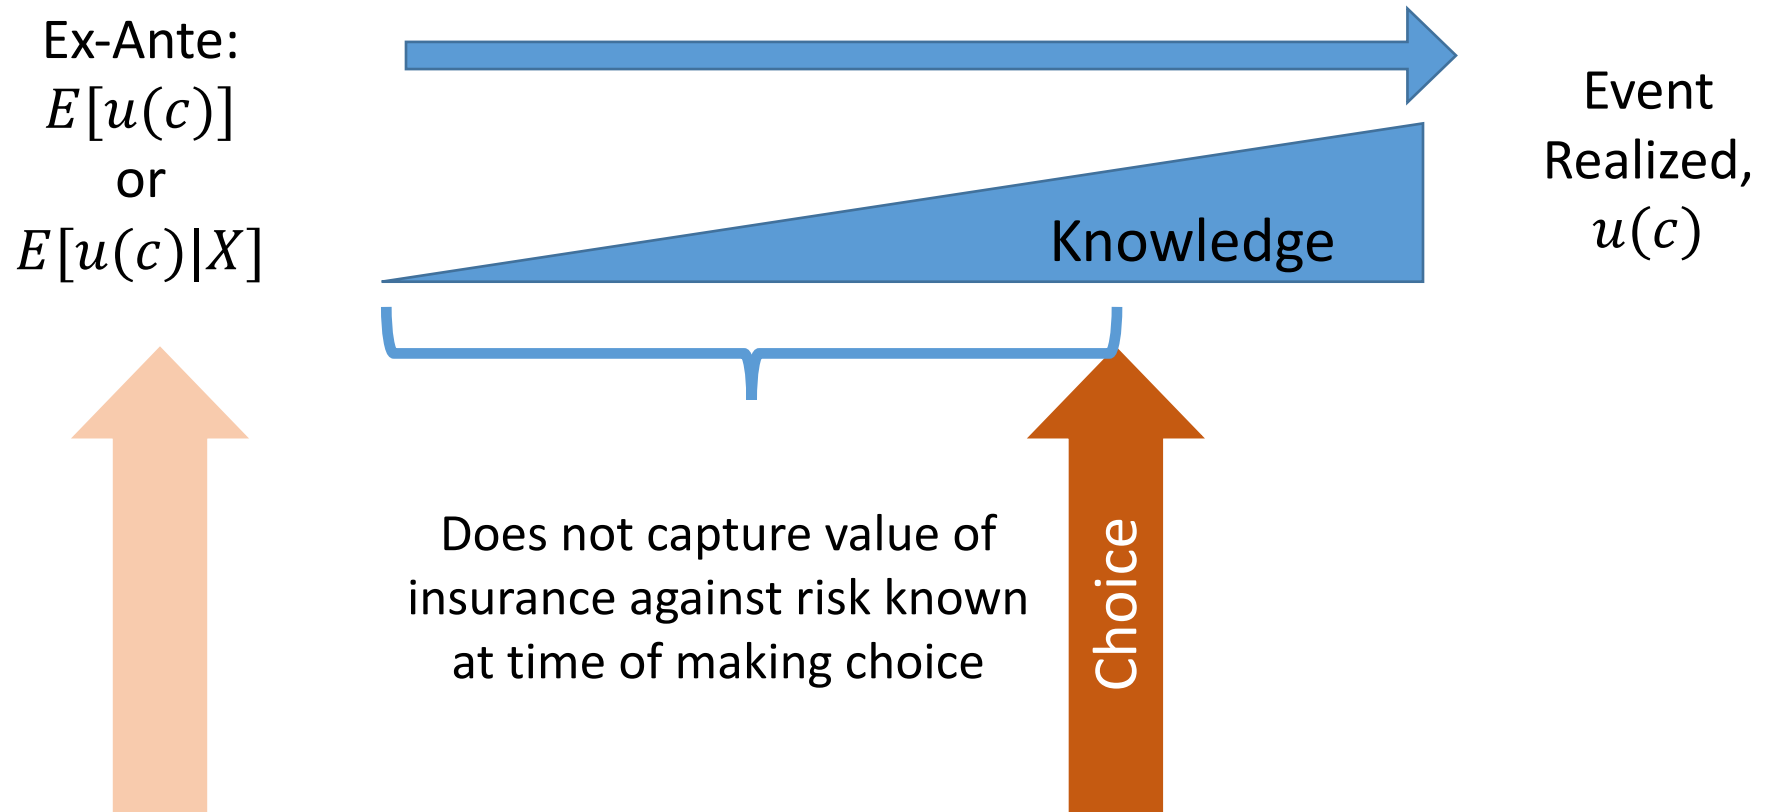 Ex-Ante:
E[u(c)]
or
E[u(c)|X]
Knowledge
Event
Realized,
u(c)
Does not capture value of
insurance against risk known
at time of making choice
Choice